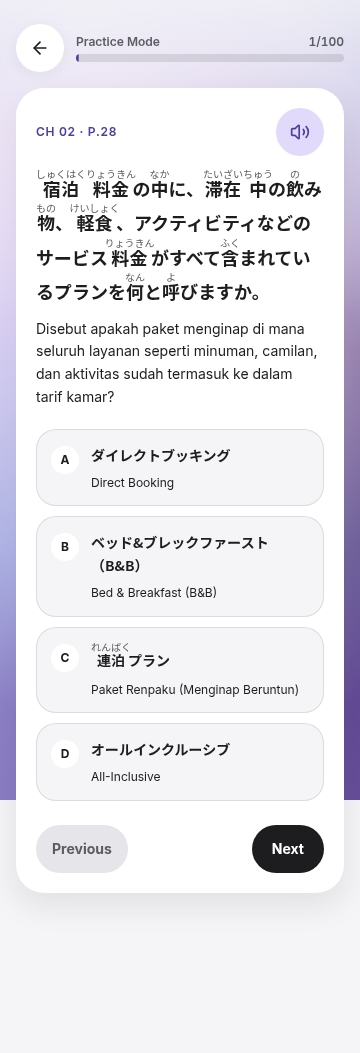 Practice Mode
1/100
CH 02 · P.28
しゅくはくりょうきん なか たいざいちゅう の
宿泊料金の中に、滞在中の飲み
もの けいしょく
物、軽食、アクティビティなどの
りょうきん ふく
サービス料金がすべて含まれてい
なん よ
るプランを何と呼びますか。
Disebut apakah paket menginap di mana
seluruh layanan seperti minuman, camilan,
dan aktivitas sudah termasuk ke dalam
tarif kamar?
A
ダイレクトブッキング
Direct Booking
B
ベッド&ブレックファースト
（B&B）
Bed & Breakfast (B&B)
C
れんぱく
連泊プラン
Paket Renpaku (Menginap Beruntun)
D
オールインクルーシブ
All-Inclusive
Previous
Next